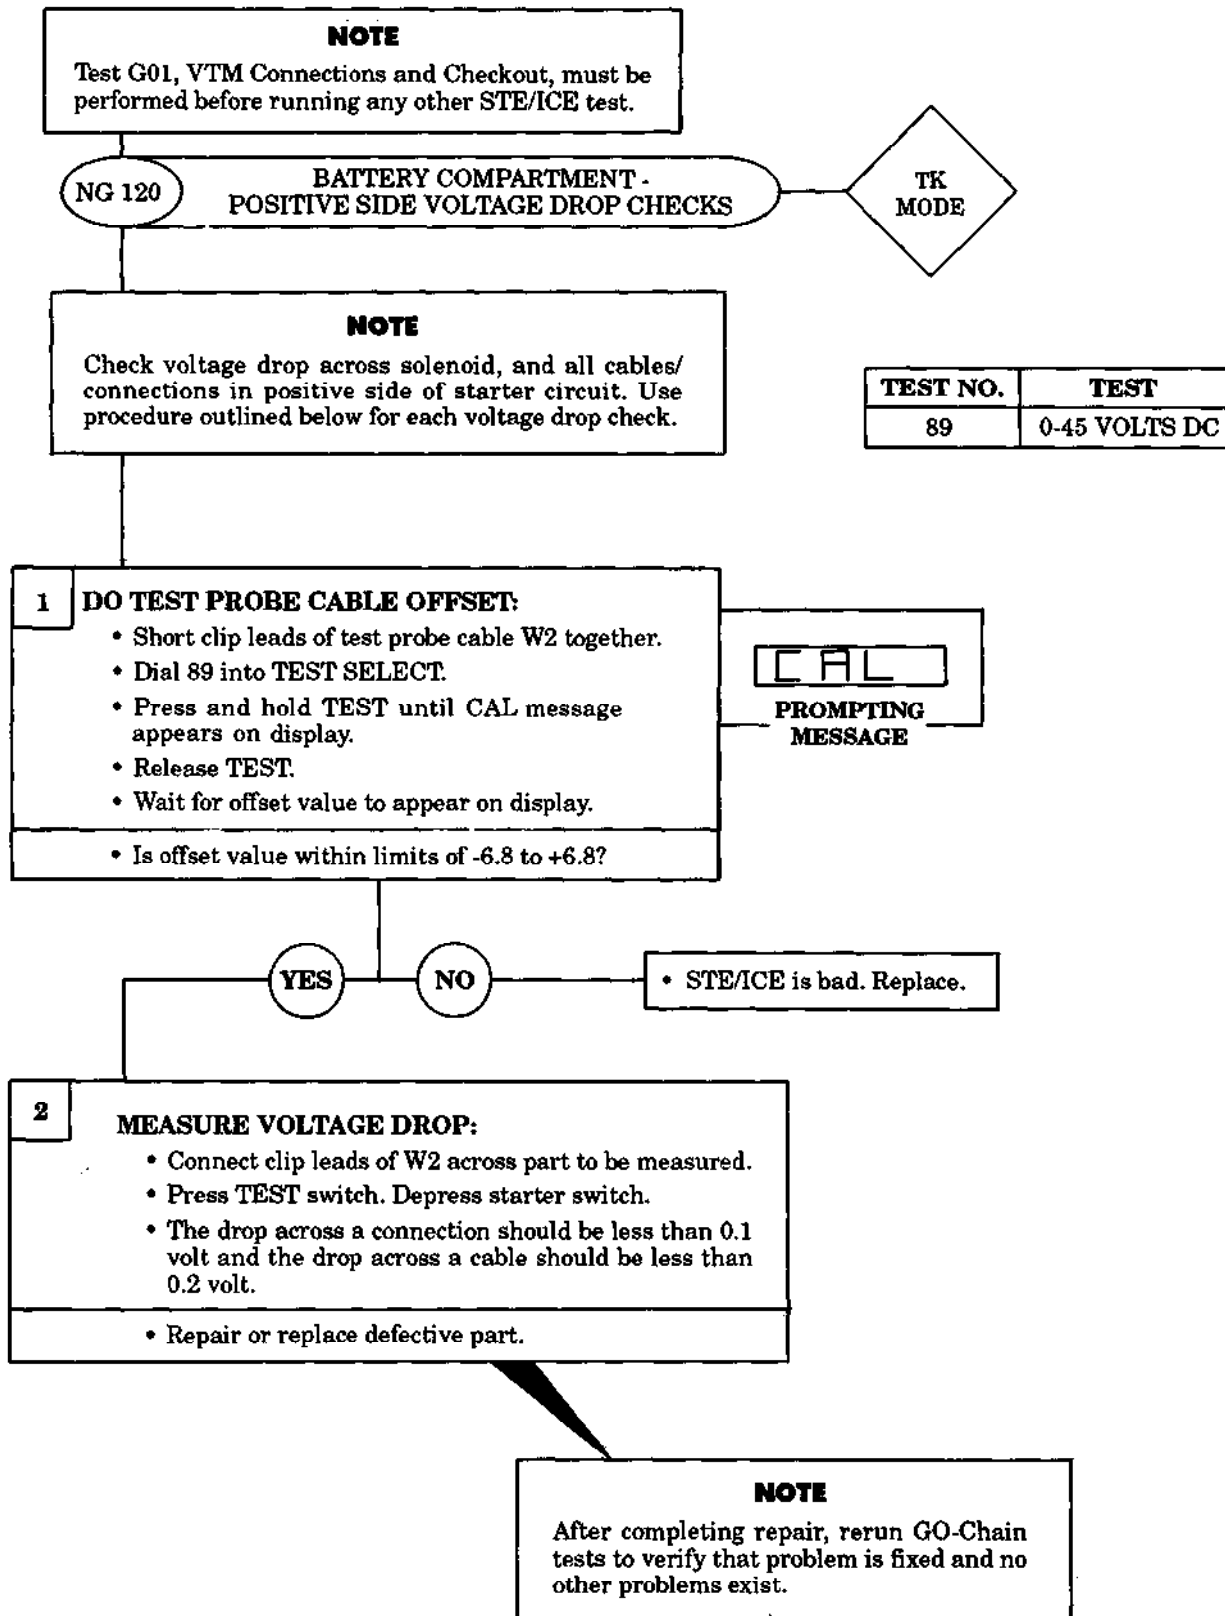 NOTE
Test G01, VTM Connections and Checkout, must be
performed before running any other STE/ICE test.
NG 120
BATTERY COMPARTMENT -
POSITIVE SIDE VOLTAGE DROP CHECKS
TK
MODE
NOTE
Check voltage drop across solenoid, and all cables/
connections in positive side of starter circuit. Use
procedure outlined below for each voltage drop check.
TEST NO. TEST
89 0-45 VOLTS DC
1 DO TEST PROBE CABLE OFFSET:
• Short clip leads of test probe cable W2 together.
• Dial 89 into TEST SELECT.
• Press and hold TEST until CAL message
appears on display.
• Release TEST.
• Wait for offset value to appear on display.
• Is offset value within limits of -6.8 to +6.8?
CAL
PROMPTING
MESSAGE
YES
NO
• STE/ICE is bad. Replace.
2
MEASURE VOLTAGE DROP:
• Connect clip leads of W2 across part to be measured.
• Press TEST switch. Depress starter switch.
• The drop across a connection should be less than 0.1
volt and the drop across a cable should be less than
0.2 volt.
• Repair or replace defective part.
NOTE
After completing repair, rerun GO-Chain
tests to verify that problem is fixed and no
other problems exist.